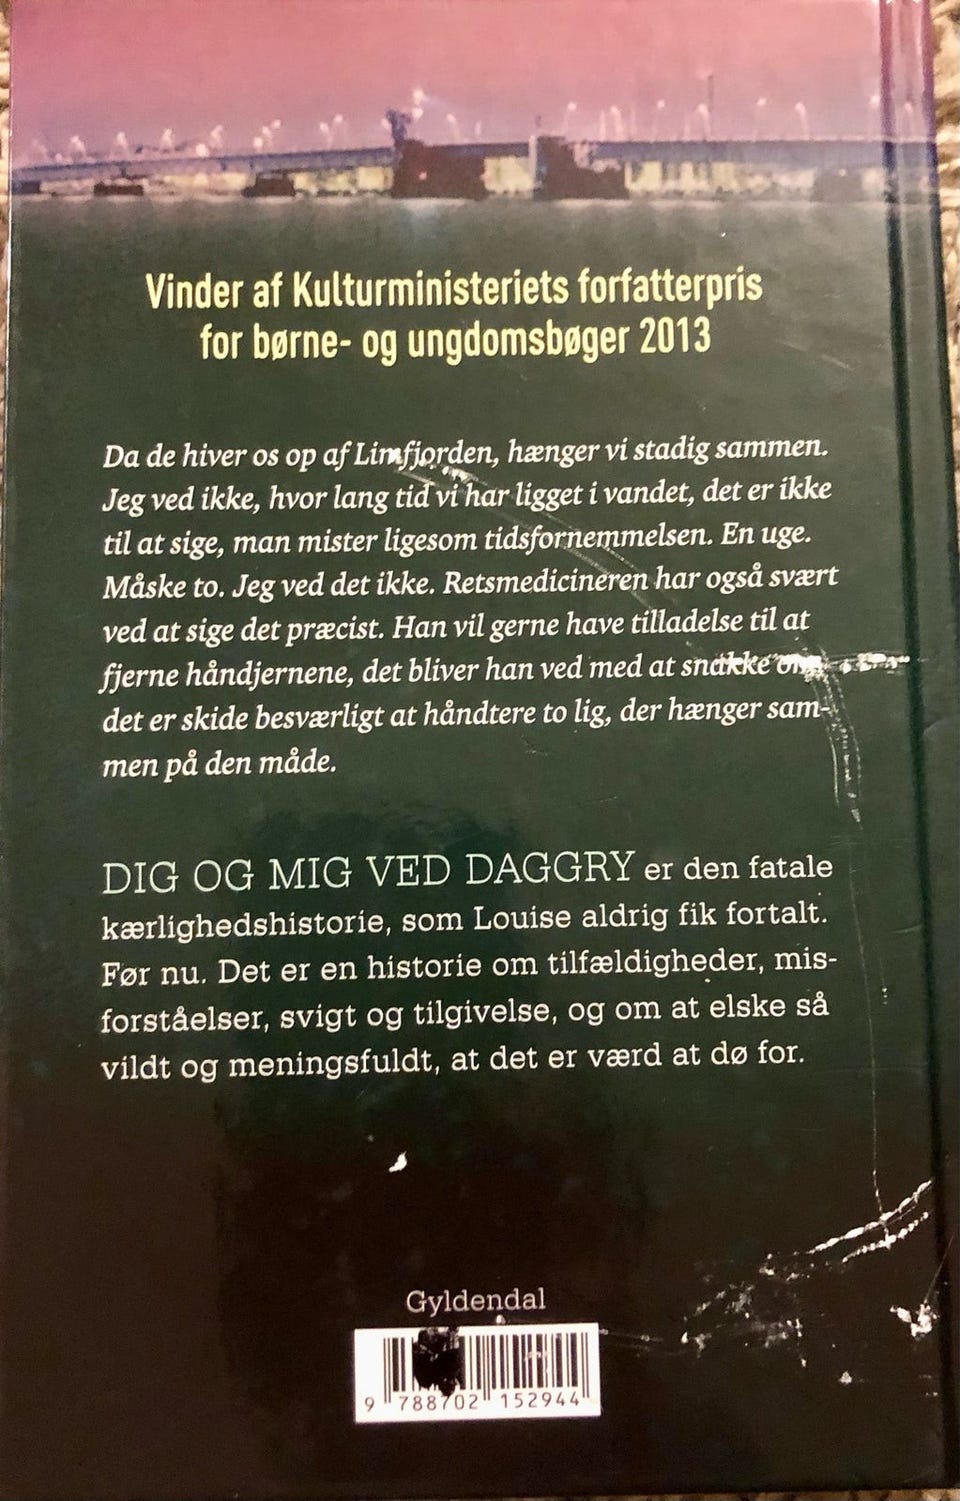 Vinder af Kulturministeriets forfatterpris
for børne- og ungdomsbøger 2013
Da de hiver os op af Limfjorden, hænger vi stadig sammen.
Jeg ved ikke, hvor lang tid vi har ligget i vandet, det er ikke
til at sige, man mister ligesom tidsfornemmelsen. En uge.
Måske to. Jeg ved det ikke. Retsmedicineren har også svært
ved at sige det præcist. Han vil gerne have tilladelse til at
fjerne håndjernene, det bliver han ved med at snakke om,
det er skide besværligt at håndtere to lig, der hænger sam-
men på den måde.
DIG OG MIG VED DAGGRY er den fatale
kærlighedshistorie, som Louise aldrig fik fortalt.
Før nu. Det er en historie om tilfældigheder, mis-
forståelser, svigt og tilgivelse, og om at elske så
vildt og meningsfuldt, at det er værd at dø for.
Gyldendal
9 788702 152944